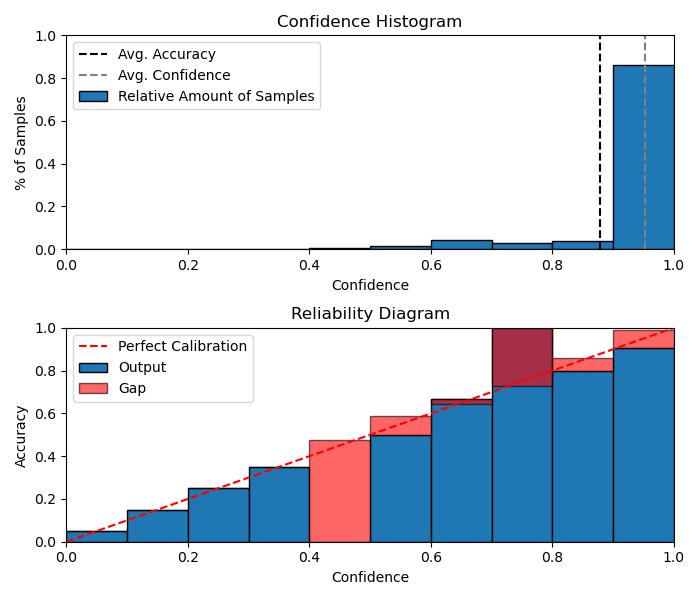 Confidence Histogram
1.0
0.8
0.6
0.4
0.2
0.0
% of Samples
Avg. Accuracy
Avg. Confidence
Relative Amount of Samples
0.0 0.2 0.4 0.6 0.8 1.0
Confidence
Reliability Diagram
1.0
0.8
0.6
0.4
0.2
0.0
Accuracy
Perfect Calibration
Output
Gap
0.0 0.2 0.4 0.6 0.8 1.0
Confidence